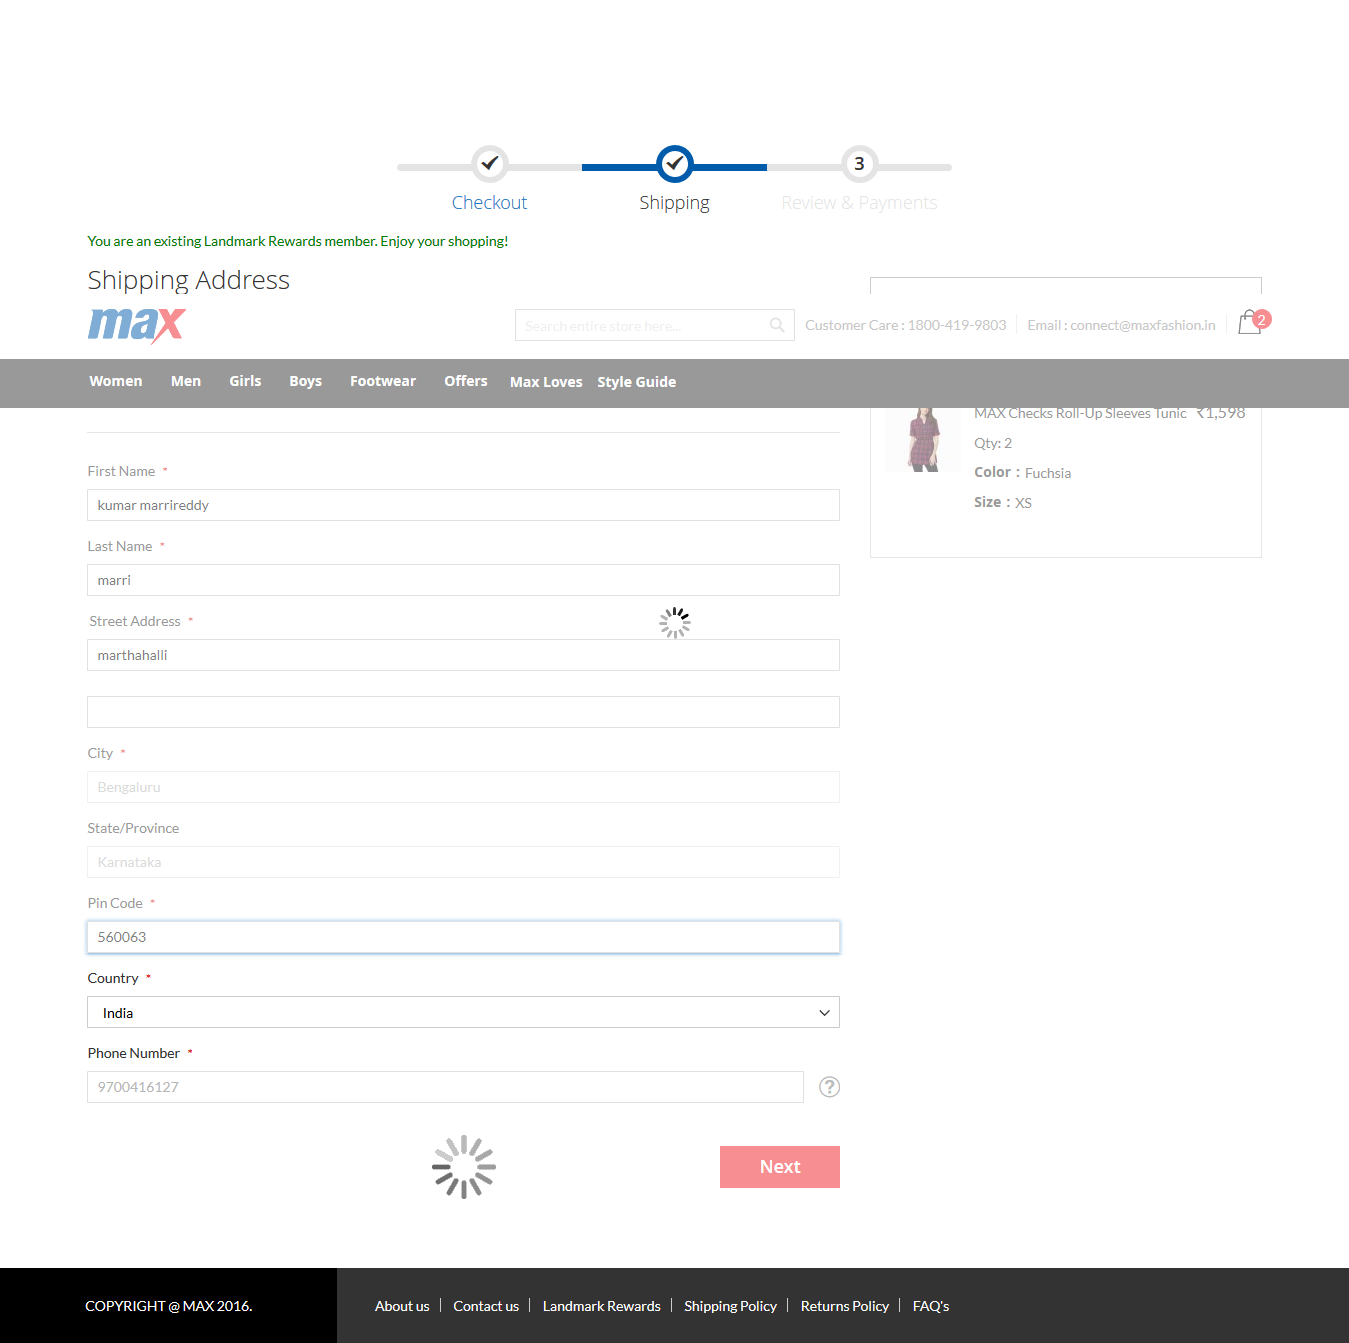 3
Checkout
Shipping
Review & Payments
You are an existing Landmark Rewards member. Enjoy your shopping!
Shipping Address
max
Search entire store here...
Customer Care : 1800-419-9803
Email : connect@maxfashion.in
2
Women Men Girls Boys Footwear Offers Max Loves Style Guide
MAX Checks Roll-Up Sleeves Tunic ₹1,598
Qty: 2
Color : Fuchsia
Size : XS
First Name *
kumar marrireddy
Last Name *
marri
Street Address *
marthahalli
City *
Bengaluru
State/Province
Karnataka
Pin Code *
560063
Country *
India
Phone Number *
9700416127
?
Next
COPYRIGHT @ MAX 2016.
About us | Contact us | Landmark Rewards | Shipping Policy | Returns Policy | FAQ's